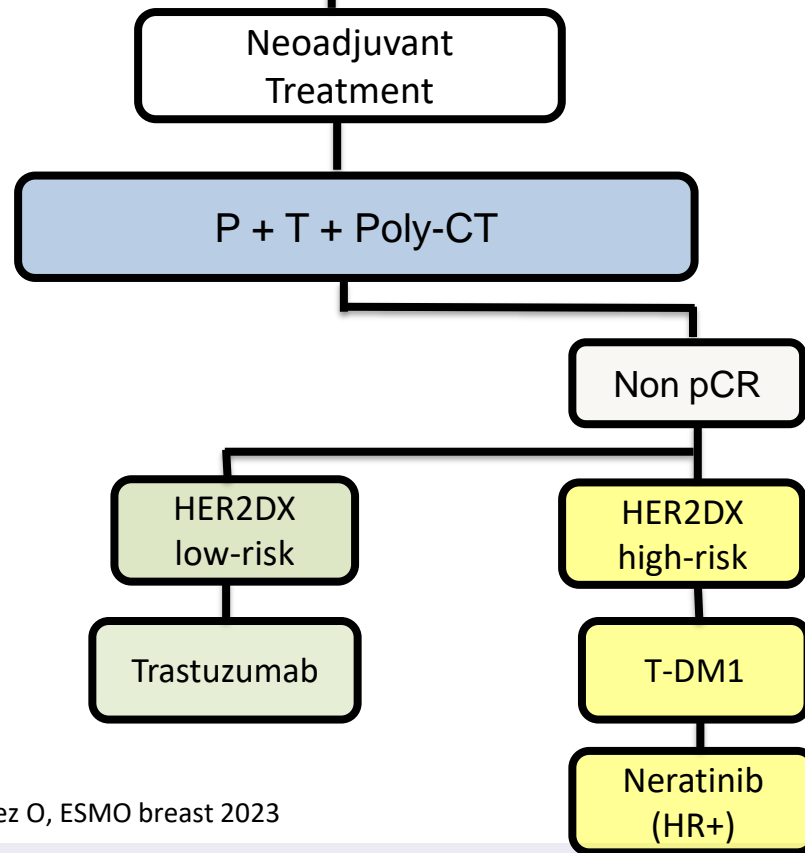 Neoadjuvant
Treatment
P + T + Poly-CT
Non pCR
HER2DX
low-risk
HER2DX
high-risk
Trastuzumab
T-DM1
Neratinib
(HR+)
ez O, ESMO breast 2023